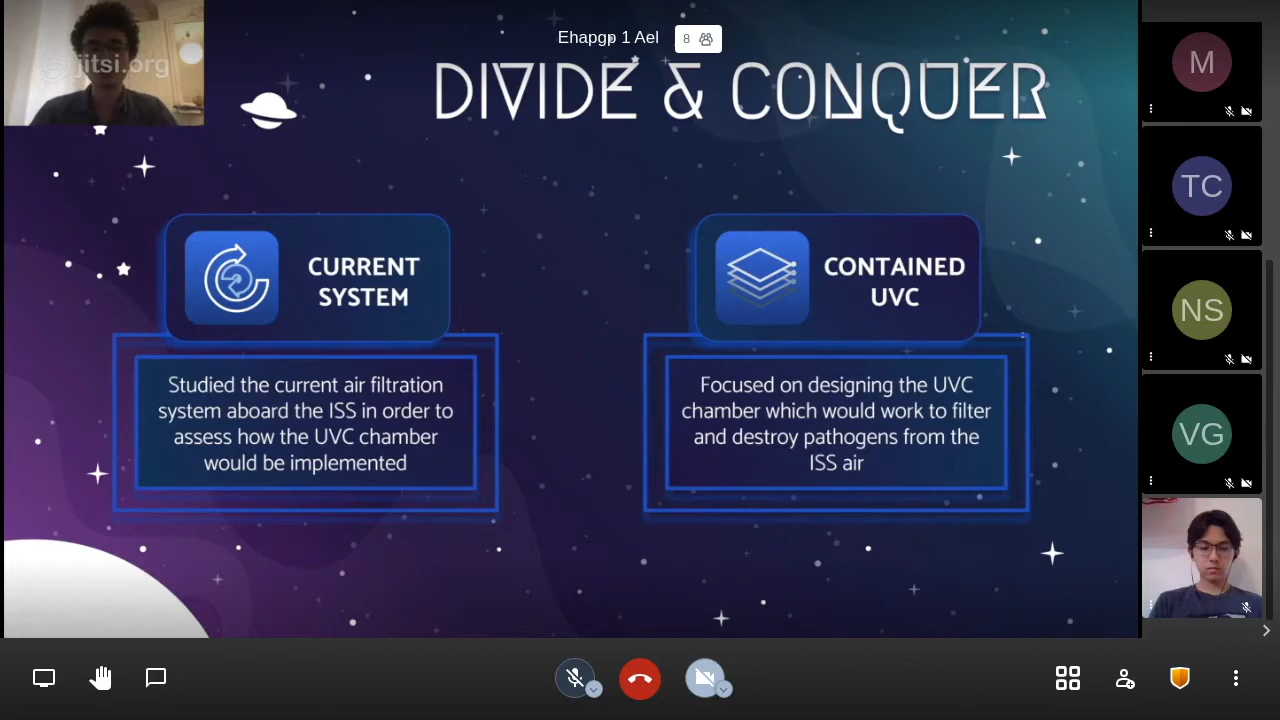 jitsi.org
Ehapgp 1 Ael
8
DIVIDE & CONQUER
CURRENT
SYSTEM
Studied the current air filtration
system aboard the ISS in order to
assess how the UVC chamber
would be implemented
CONTAINED
UVC
Focused on designing the UVC
chamber which would work to filter
and destroy pathogens from the
ISS air
M
TC
NS
VG